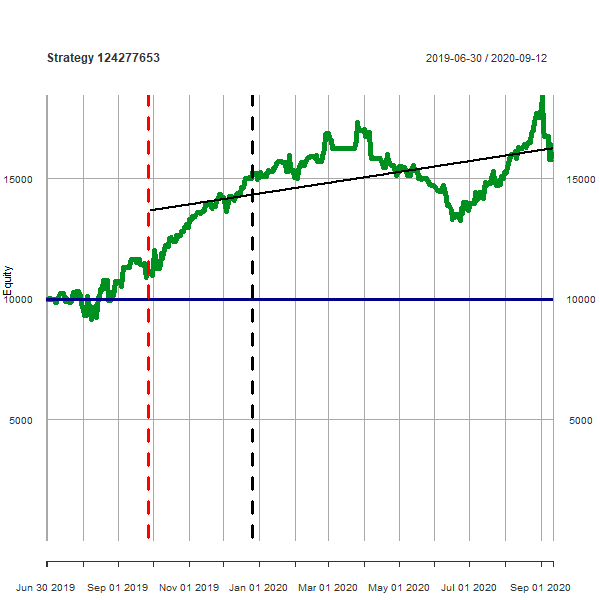 Strategy 124277653
2019-06-30 / 2020-09-12
15000
15000
Equity
10000
10000
5000
5000
Jun 30 2019
Sep 01 2019
Nov 01 2019
Jan 01 2020
Mar 01 2020
May 01 2020
Jul 01 2020
Sep 01 2020